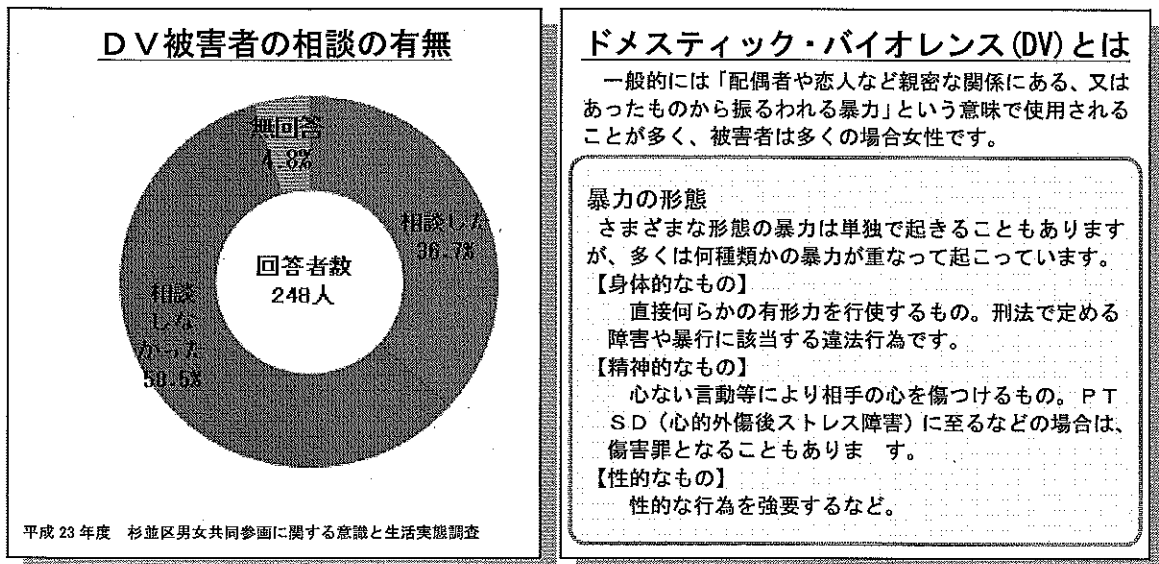 DV被害者の相談の有無
無回答
4.8%
相談した
36.7%
回答者数
248人
相談
しな
かった
58.5%
平成23年度 杉並区男女共同参画に関する意識と生活実態調査
ドメスティック・バイオレンス(DV)とは
一般的には「配偶者や恋人など親密な関係にある、又は
あったものから振るわれる暴力」という意味で使用される
ことが多く、被害者は多くの場合女性です。
暴力の形態
さまざまな形態の暴力は単独で起きることもあります
が、多くは何種類かの暴力が重なって起こっています。
【身体的なもの】
直接何らかの有形力を行使するもの。刑法で定める
障害や暴行に該当する違法行為です。
【精神的なもの】
心ない言動等により相手の心を傷つけるもの。PT
SD(心的外傷後ストレス障害)に至るなどの場合は、
傷害罪となることもありま す。
【性的なもの】
性的な行為を強要するなど。